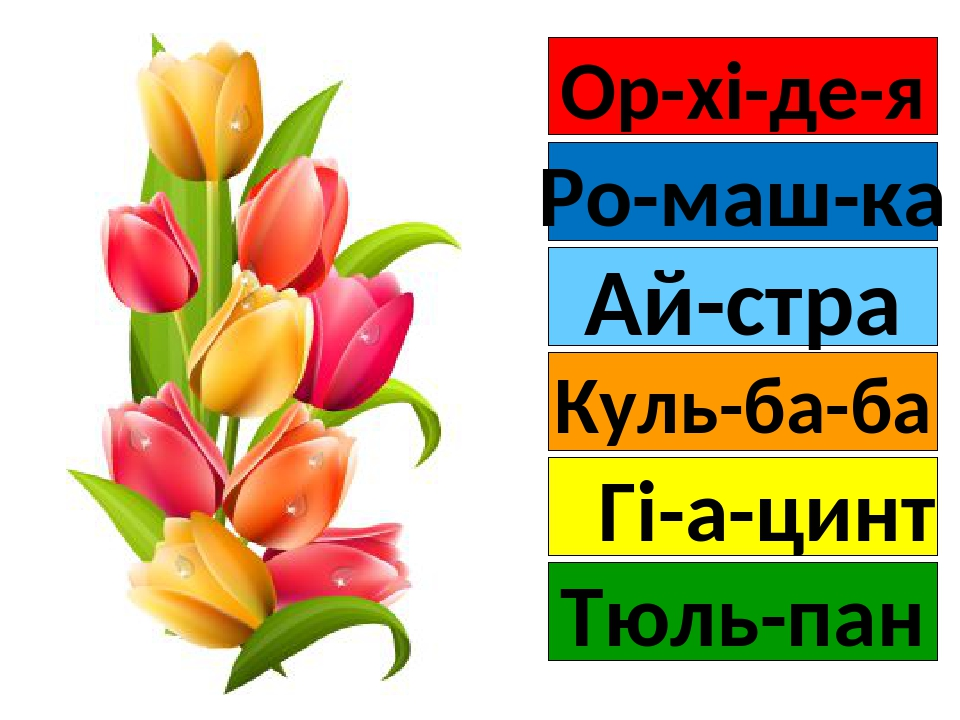 Ор-хі-де-я
Ро-маш-ка
Ай-стра
Куль-ба-ба
Гі-а-цинт
Тюль-пан